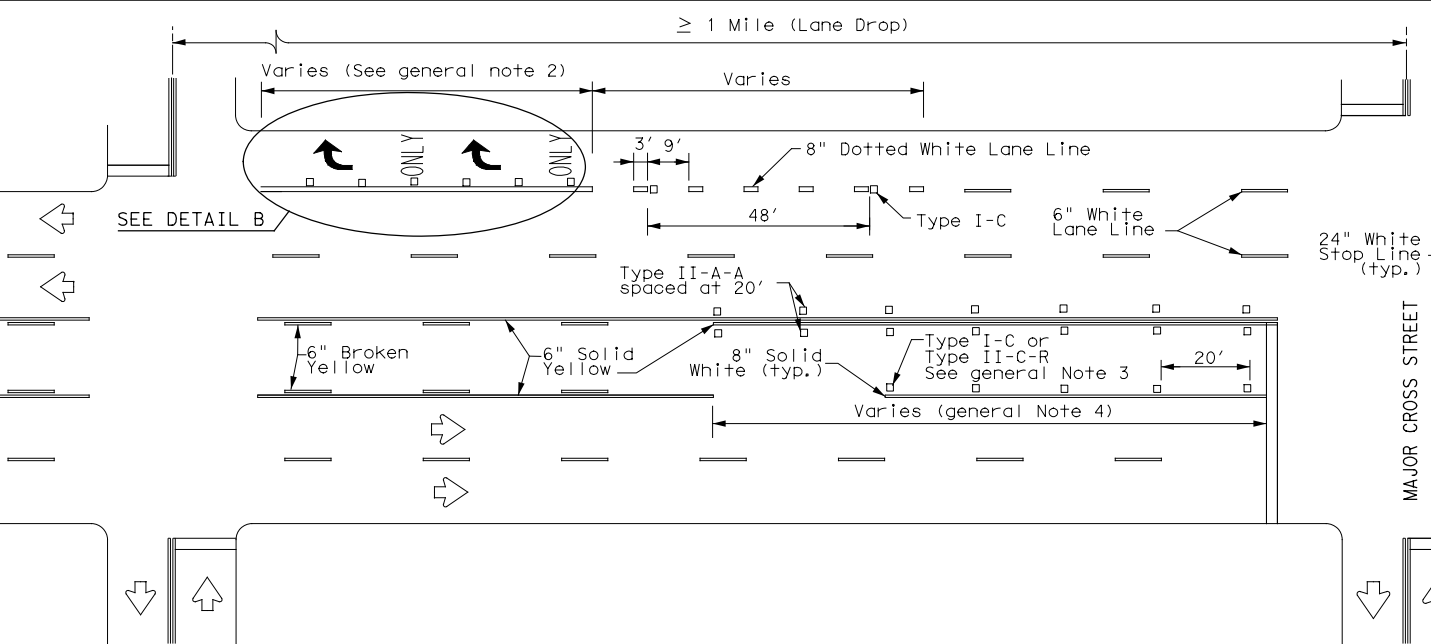 ≥ 1 Mile (Lane Drop)
Varies (See general note 2)
Varies
ONLY
ONLY
3′
9′
8" Dotted White Lane Line
SEE DETAIL B
48′
Type I-C
6" White
Lane Line
24" White
Stop Line
(typ.)
Type II-A-A
spaced at 20′
6" Broken
Yellow
6" Solid
Yellow
8" Solid
White (typ.)
Type I-C or
Type II-C-R
See general Note 3
20′
Varies (general Note 4)
MAJOR CROSS STREET